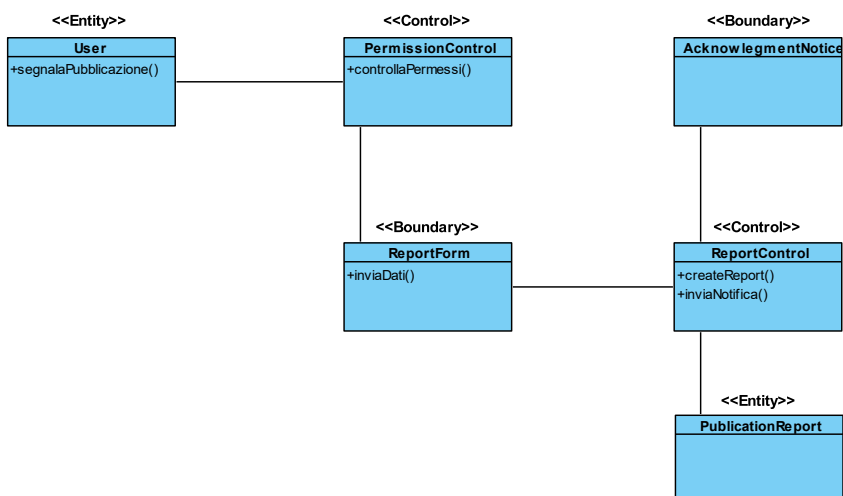 <<Entity>>
User
+segnalaPubblicazione()
<<Control>>
PermissionControl
+controllaPermessi()
<<Boundary>>
AcknowlegmentNotice
<<Boundary>>
ReportForm
+inviaDati()
<<Control>>
ReportControl
+createReport()
+inviaNotifica()
<<Entity>>
PublicationReport